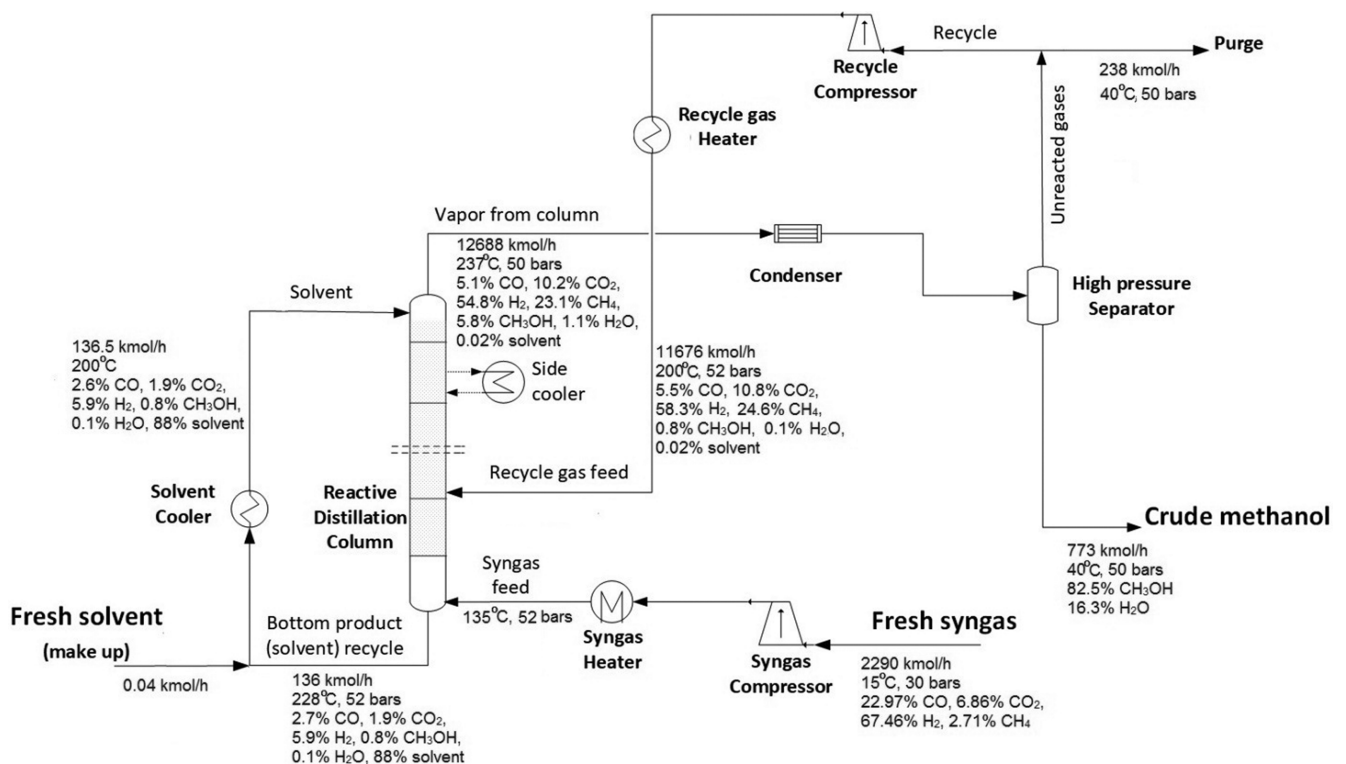 Recycle
Purge
238 kmol/h
40°C, 50 bars
Recycle
Compressor
Unreacted gases
Recycle gas
Heater
Vapor from column
12688 kmol/h
237°C, 50 bars
5.1% CO, 10.2% CO₂,
54.8% H₂, 23.1% CH₄,
5.8% CH₃OH, 1.1% H₂O,
0.02% solvent
Condenser
High pressure
Separator
Solvent
136.5 kmol/h
200°C
2.6% CO, 1.9% CO₂,
5.9% H₂, 0.8% CH₃OH,
0.1% H₂O, 88% solvent
Side
cooler
11676 kmol/h
200°C, 52 bars
5.5% CO, 10.8% CO₂,
58.3% H₂, 24.6% CH₄,
0.8% CH₃OH, 0.1% H₂O,
0.02% solvent
Recycle gas feed
Solvent
Cooler
Reactive
Distillation
Column
Crude methanol
773 kmol/h
40°C, 50 bars
82.5% CH₃OH
16.3% H₂O
Syngas
feed
135°C, 52 bars
Syngas
Heater
Fresh syngas
2290 kmol/h
15°C, 30 bars
22.97% CO, 6.86% CO₂,
67.46% H₂, 2.71% CH₄
Syngas
Compressor
Fresh solvent
(make up)
0.04 kmol/h
Bottom product
(solvent) recycle
136 kmol/h
228°C, 52 bars
2.7% CO, 1.9% CO₂,
5.9% H₂, 0.8% CH₃OH,
0.1% H₂O, 88% solvent